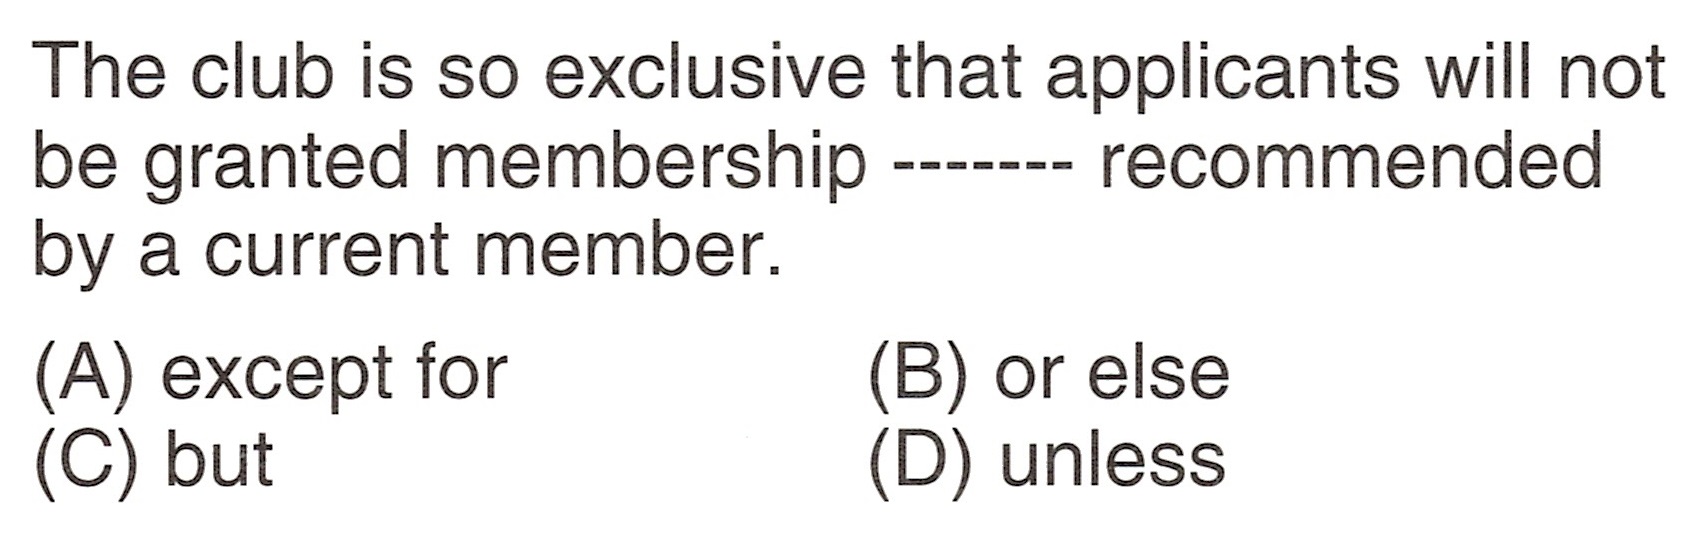 The club is so exclusive that applicants will not
be granted membership ------- recommended
by a current member.
(A) except for (B) or else
(C) but (D) unless